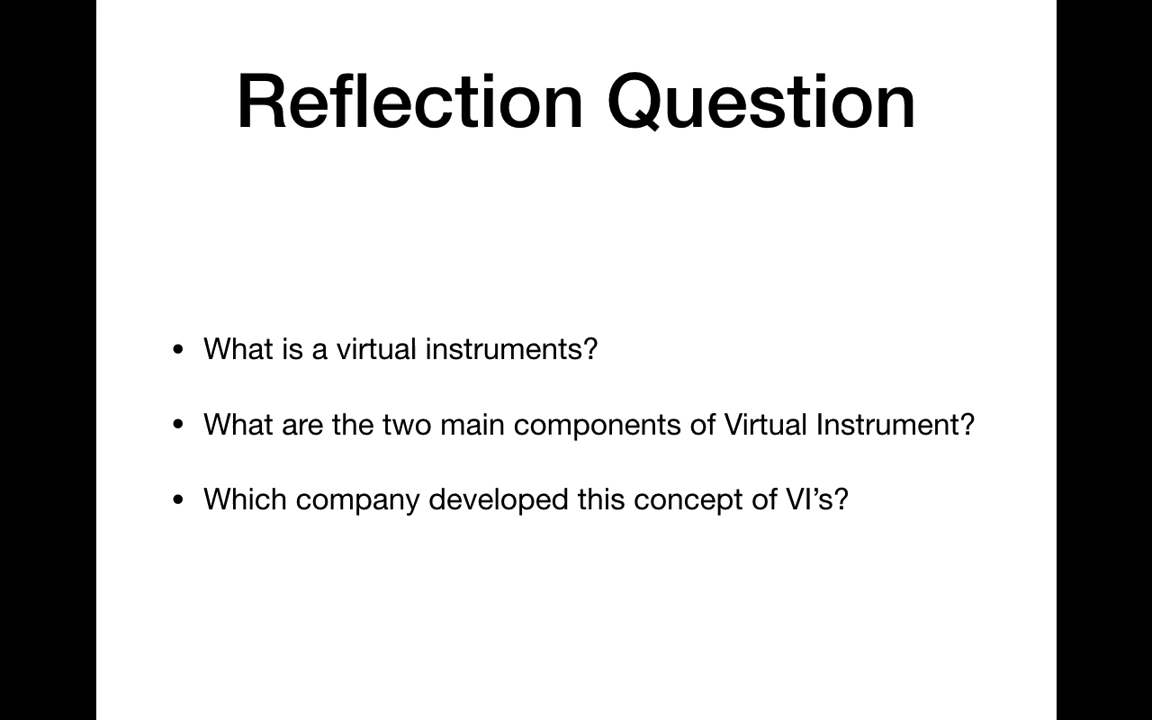 Reflection Question
• What is a virtual instruments?
• What are the two main components of Virtual Instrument?
• Which company developed this concept of VI’s?